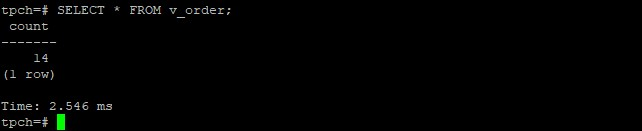 tpch=# SELECT * FROM v_order;
 count
-------
    14
(1 row)

Time: 2.546 ms
tpch=#